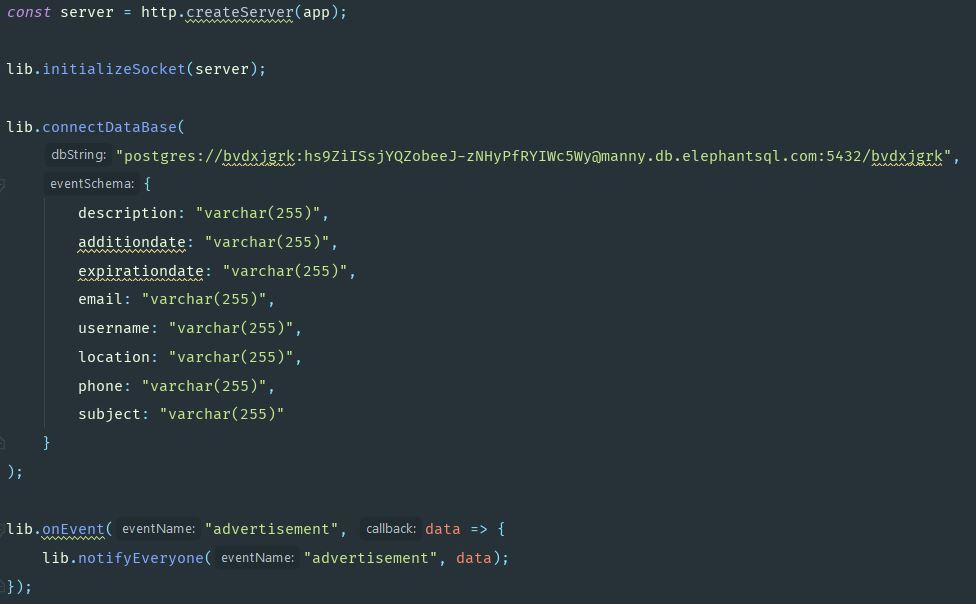 const server = http.createServer(app);
lib.initializeSocket(server);
lib.connectDataBase(
dbString: "postgres://bvdxjgrk:hs9ZiISsjYQZobeeJ-zNHyPfRYIWc5Wy@manny.db.elephantsql.com:5432/bvdxjgrk",
eventSchema: {
description: "varchar(255)",
additiondate: "varchar(255)",
expirationdate: "varchar(255)",
email: "varchar(255)",
username: "varchar(255)",
location: "varchar(255)",
phone: "varchar(255)",
subject: "varchar(255)"
}
);
lib.onEvent( eventName: "advertisement", callback: data => {
lib.notifyEveryone( eventName: "advertisement", data);
});